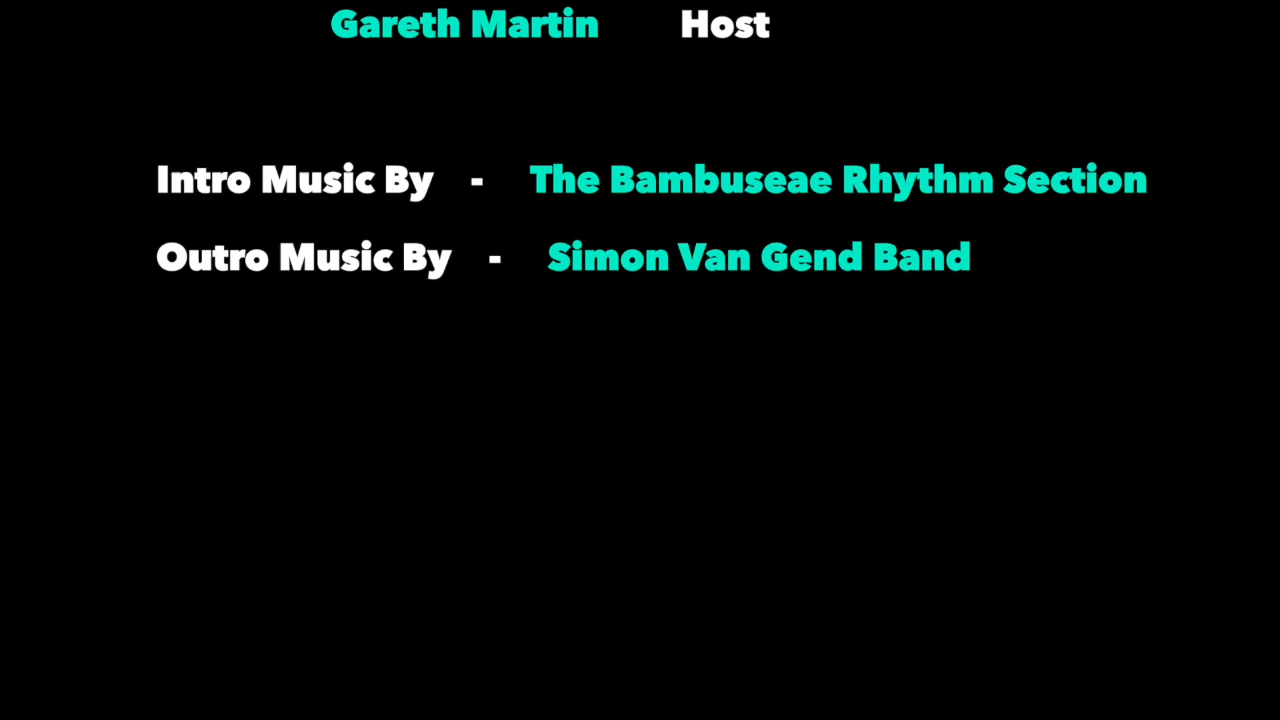 Gareth Martin Host
Intro Music By - The Bambuseae Rhythm Section
Outro Music By - Simon Van Gend Band